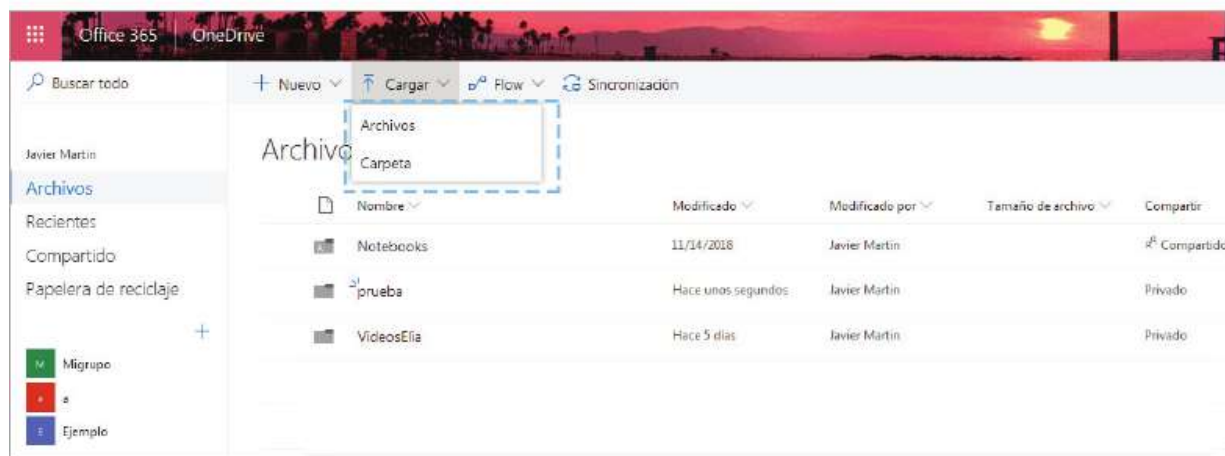 Office 365 OneDrive
Buscar todo
Nuevo Cargar Flow Sincronización
Archivos
Carpeta
Javier Martin
Archivos
Recientes
Compartido
Papelera de reciclaje
Migrupo
a
Ejemplo
Archivo
Nombre Modificado Modificado por Tamaño de archivo Compartir
Notebooks 11/14/2018 Javier Martin Compartido
prueba Hace unos segundos Javier Martin Privado
VideosElia Hace 5 días Javier Martin Privado